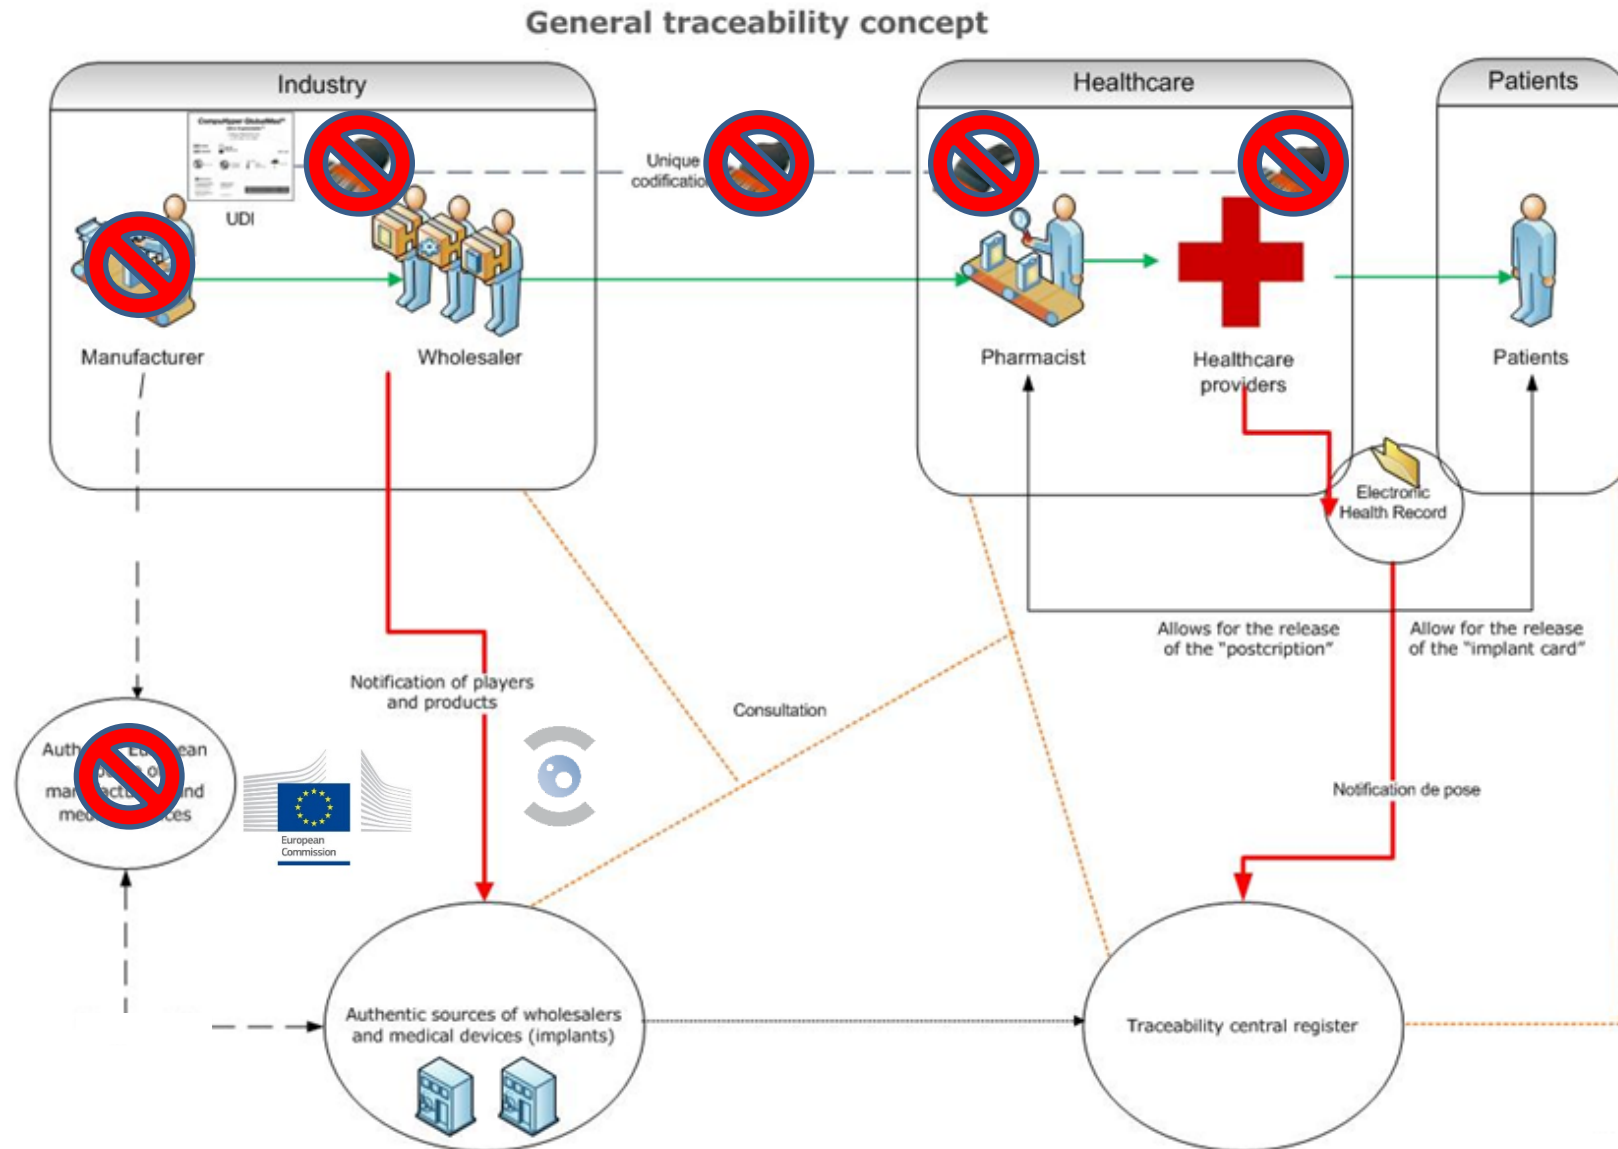 General traceability concept
Industry
Healthcare
Patients
UDI
Unique
codification
Manufacturer
Wholesaler
Pharmacist
Healthcare
providers
Patients
Electronic
Health Record
Allows for the release
of the "postcription"
Allow for the release
of the "implant card"
Notification of players
and products
Consultation
Notification de pose
medical
European
Commission
Authentic sources of wholesalers
and medical devices (implants)
Traceability central register